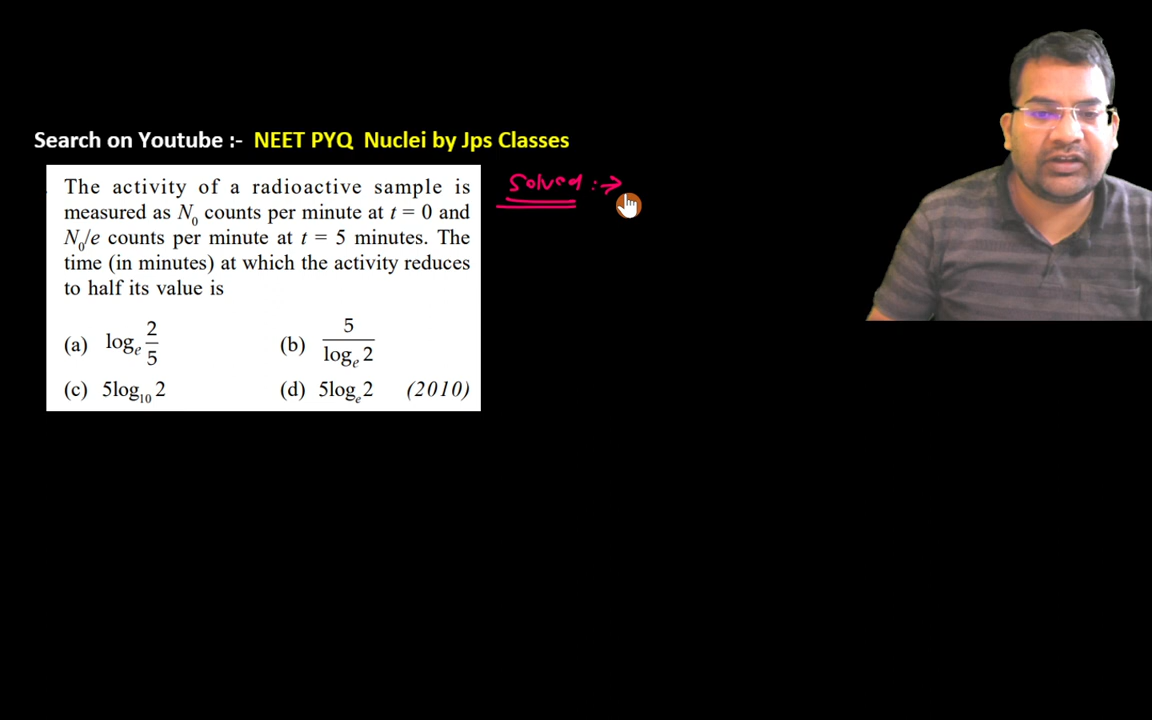 Search on Youtube :- NEET PYQ Nuclei by Jps Classes
The activity of a radioactive sample is
measured as N₀ counts per minute at t = 0 and
N₀/e counts per minute at t = 5 minutes. The
time (in minutes) at which the activity reduces
to half its value is
(a) logₑ 2/5 (b) 5/logₑ 2
(c) 5log₁₀ 2 (d) 5logₑ2 (2010)
Solved :→